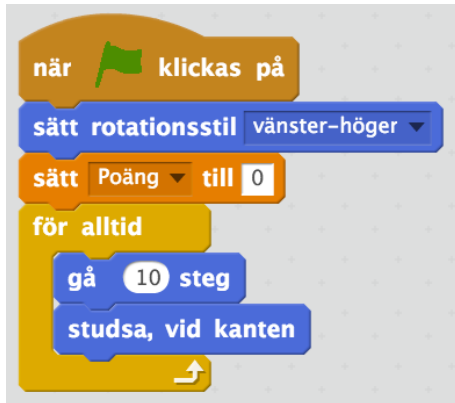 när klickas på
sätt rotationsstil vänster-höger
sätt Poäng till 0
för alltid
gå 10 steg
studsa, vid kanten